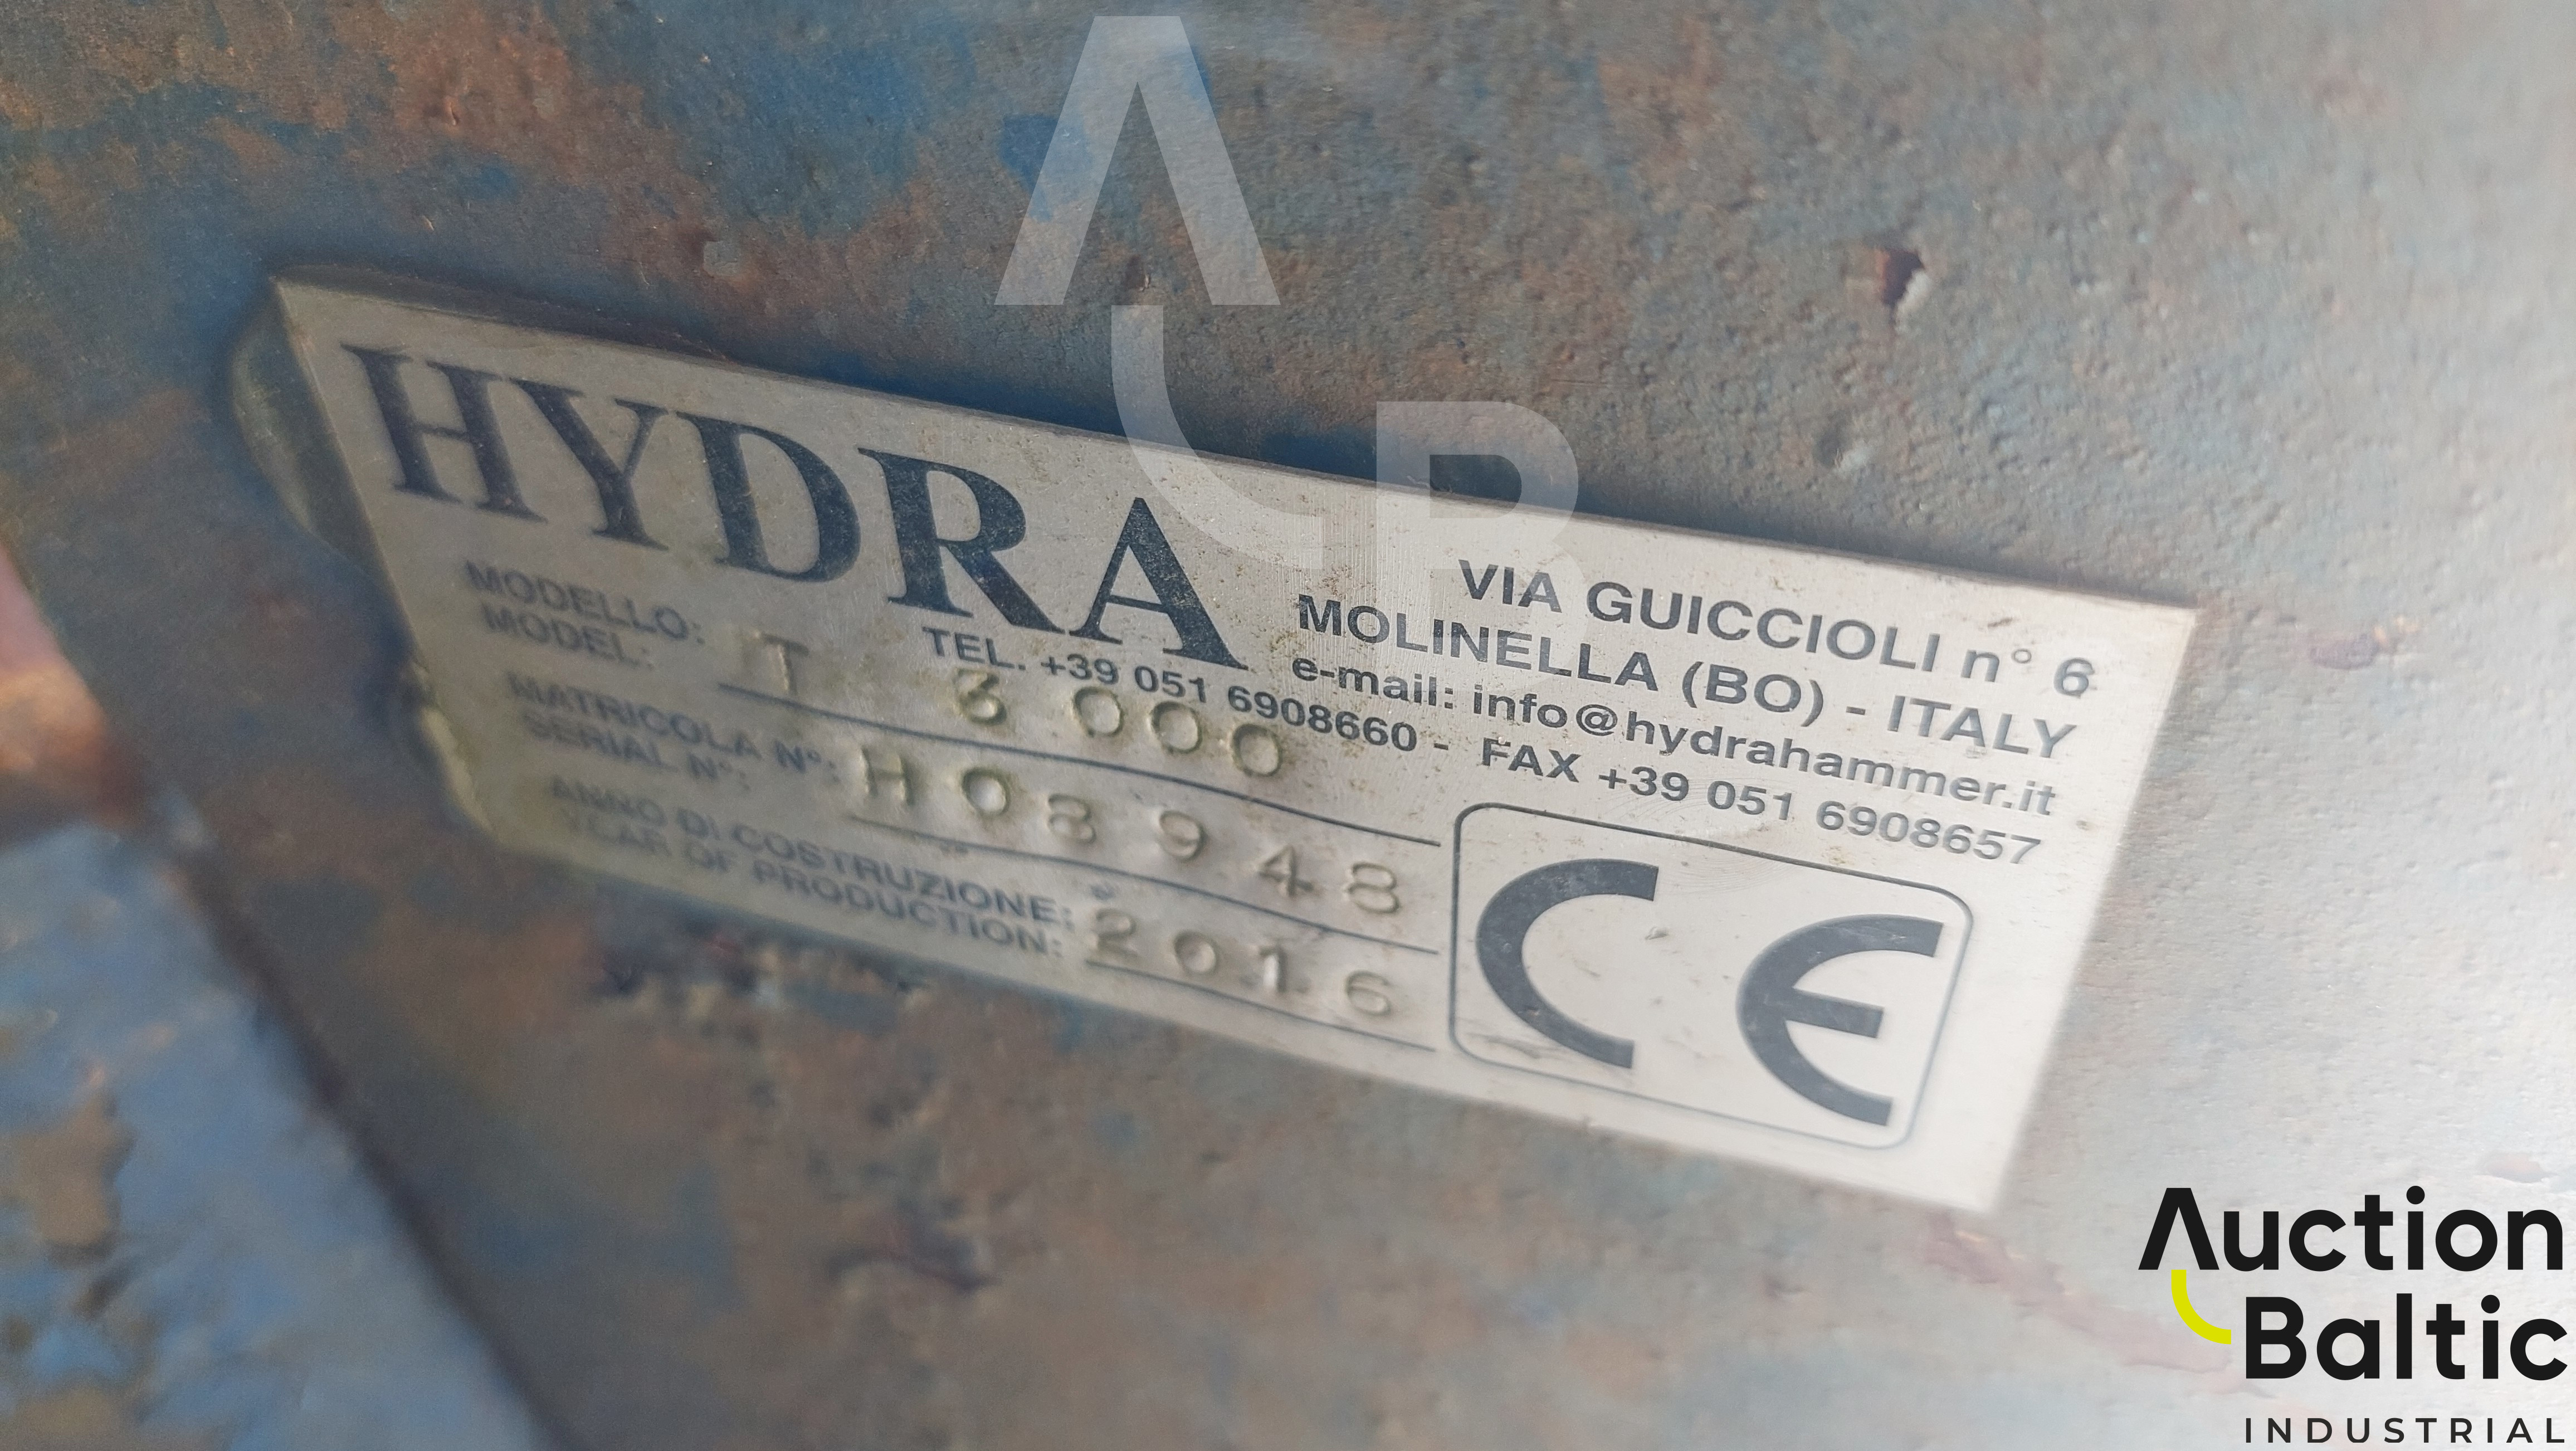 HYDRA
VIA GUICCIOLI n° 6
MOLINELLA (BO) - ITALY
e-mail: info@hydrahammer.it
TEL. +39 051 6908660 - FAX +39 051 6908657
MODELLO:
MODEL: T 3000
MATRICOLA N°:
SERIAL N°: H08948
ANNO DI COSTRUZIONE:
YEAR OF PRODUCTION: 2016
CE
AB
Auction
Baltic
INDUSTRIAL